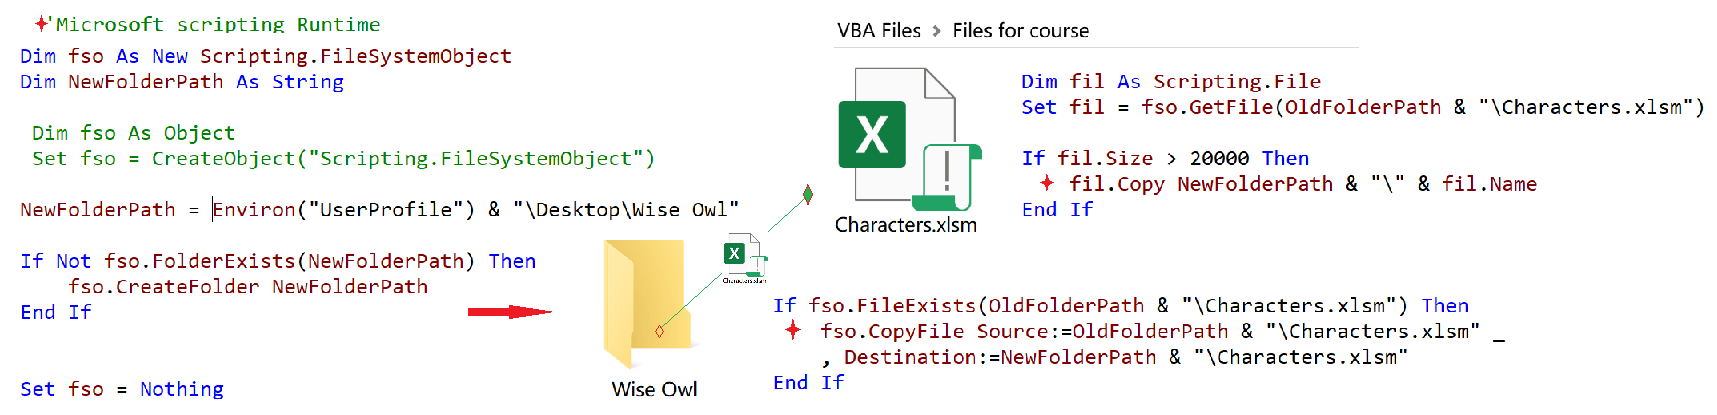 'Microsoft scripting Runtime
Dim fso As New Scripting.FileSystemObject
Dim NewFolderPath As String
Dim fso As Object
Set fso = CreateObject("Scripting.FileSystemObject")
NewFolderPath = Environ("UserProfile") & "\Desktop\Wise Owl"
If Not fso.FolderExists(NewFolderPath) Then
fso.CreateFolder NewFolderPath
End If
Set fso = Nothing
Wise Owl
Characters.xlsm
VBA Files > Files for course
Characters.xlsm
Dim fil As Scripting.File
Set fil = fso.GetFile(OldFolderPath & "\Characters.xlsm")
If fil.Size > 20000 Then
fil.Copy NewFolderPath & "\" & fil.Name
End If
If fso.FileExists(OldFolderPath & "\Characters.xlsm") Then
fso.CopyFile Source:=OldFolderPath & "\Characters.xlsm" _
, Destination:=NewFolderPath & "\Characters.xlsm"
End If